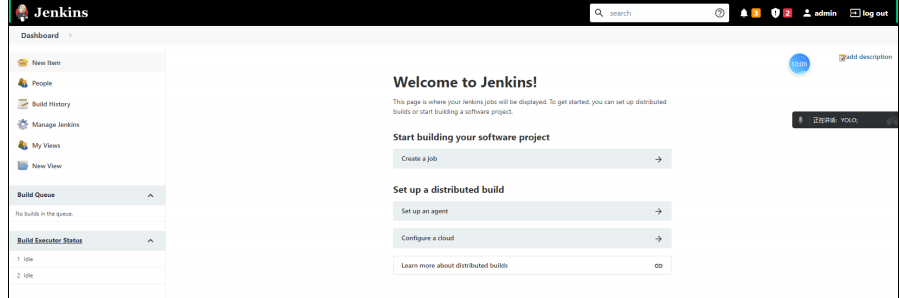 Jenkins
search
3
2
admin
log out
Dashboard
New Item
People
Build History
Manage Jenkins
My Views
New View
Build Queue
No builds in the queue.
Build Executor Status
1 Idle
2 Idle
10:00
add description
Welcome to Jenkins!
This page is where your Jenkins jobs will be displayed. To get started, you can set up distributed
builds or start building a software project.
Start building your software project
Create a job
Set up a distributed build
Set up an agent
Configure a cloud
Learn more about distributed builds
正在讲话: YOLO;